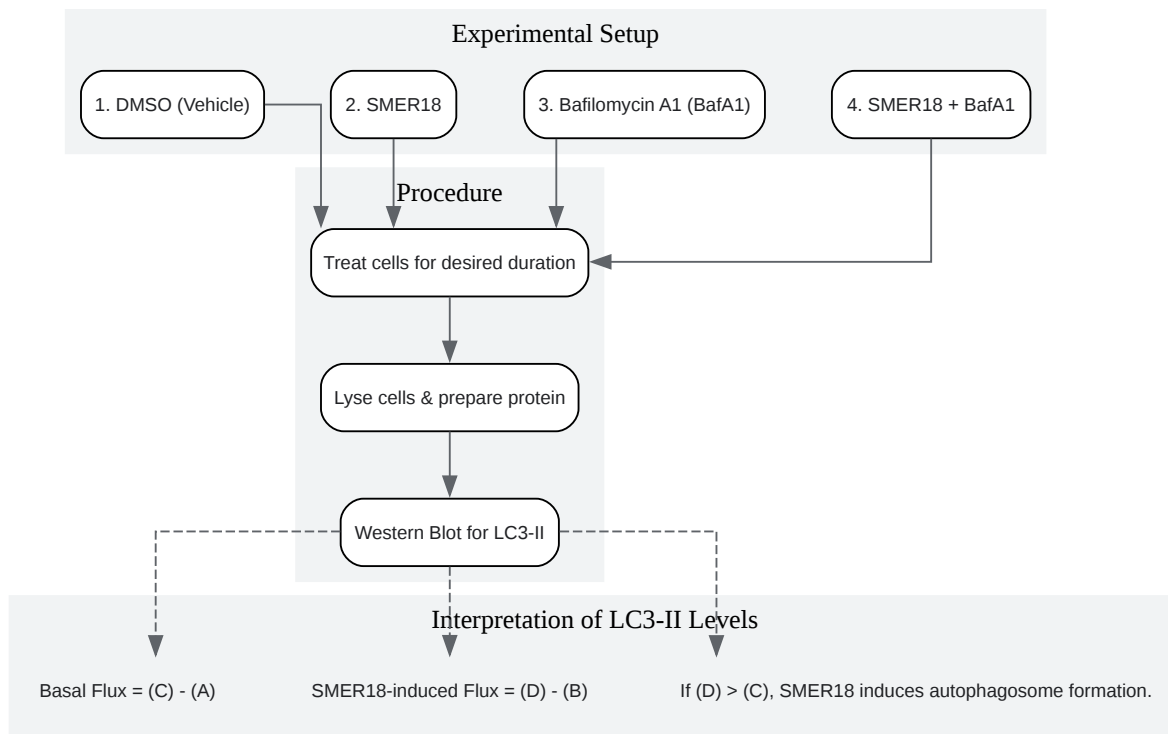 Experimental Setup
1. DMSO (Vehicle)
2. SMER18
3. Bafilomycin A1 (BafA1)
4. SMER18 + BafA1
Procedure
Treat cells for desired duration
Lyse cells & prepare protein
Western Blot for LC3-II
Interpretation of LC3-II Levels
Basal Flux = (C) - (A)
SMER18-induced Flux = (D) - (B)
If (D) > (C), SMER18 induces autophagosome formation.